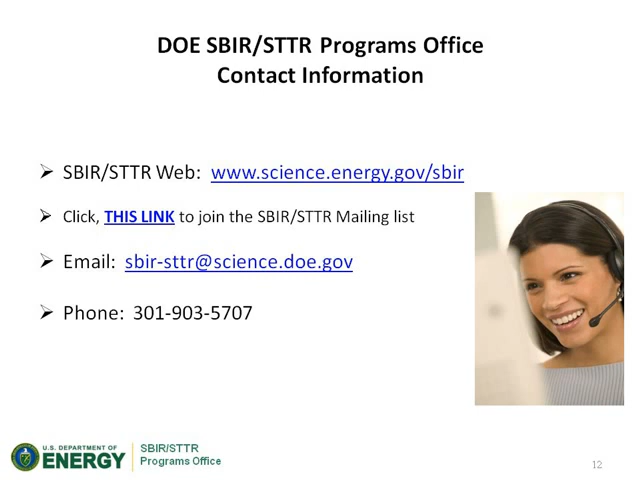 DOE SBIR/STTR Programs Office
Contact Information
SBIR/STTR Web: www.science.energy.gov/sbir
Click, THIS LINK to join the SBIR/STTR Mailing list
Email: sbir-sttr@science.doe.gov
Phone: 301-903-5707
U.S. DEPARTMENT OF
ENERGY
SBIR/STTR
Programs Office
12